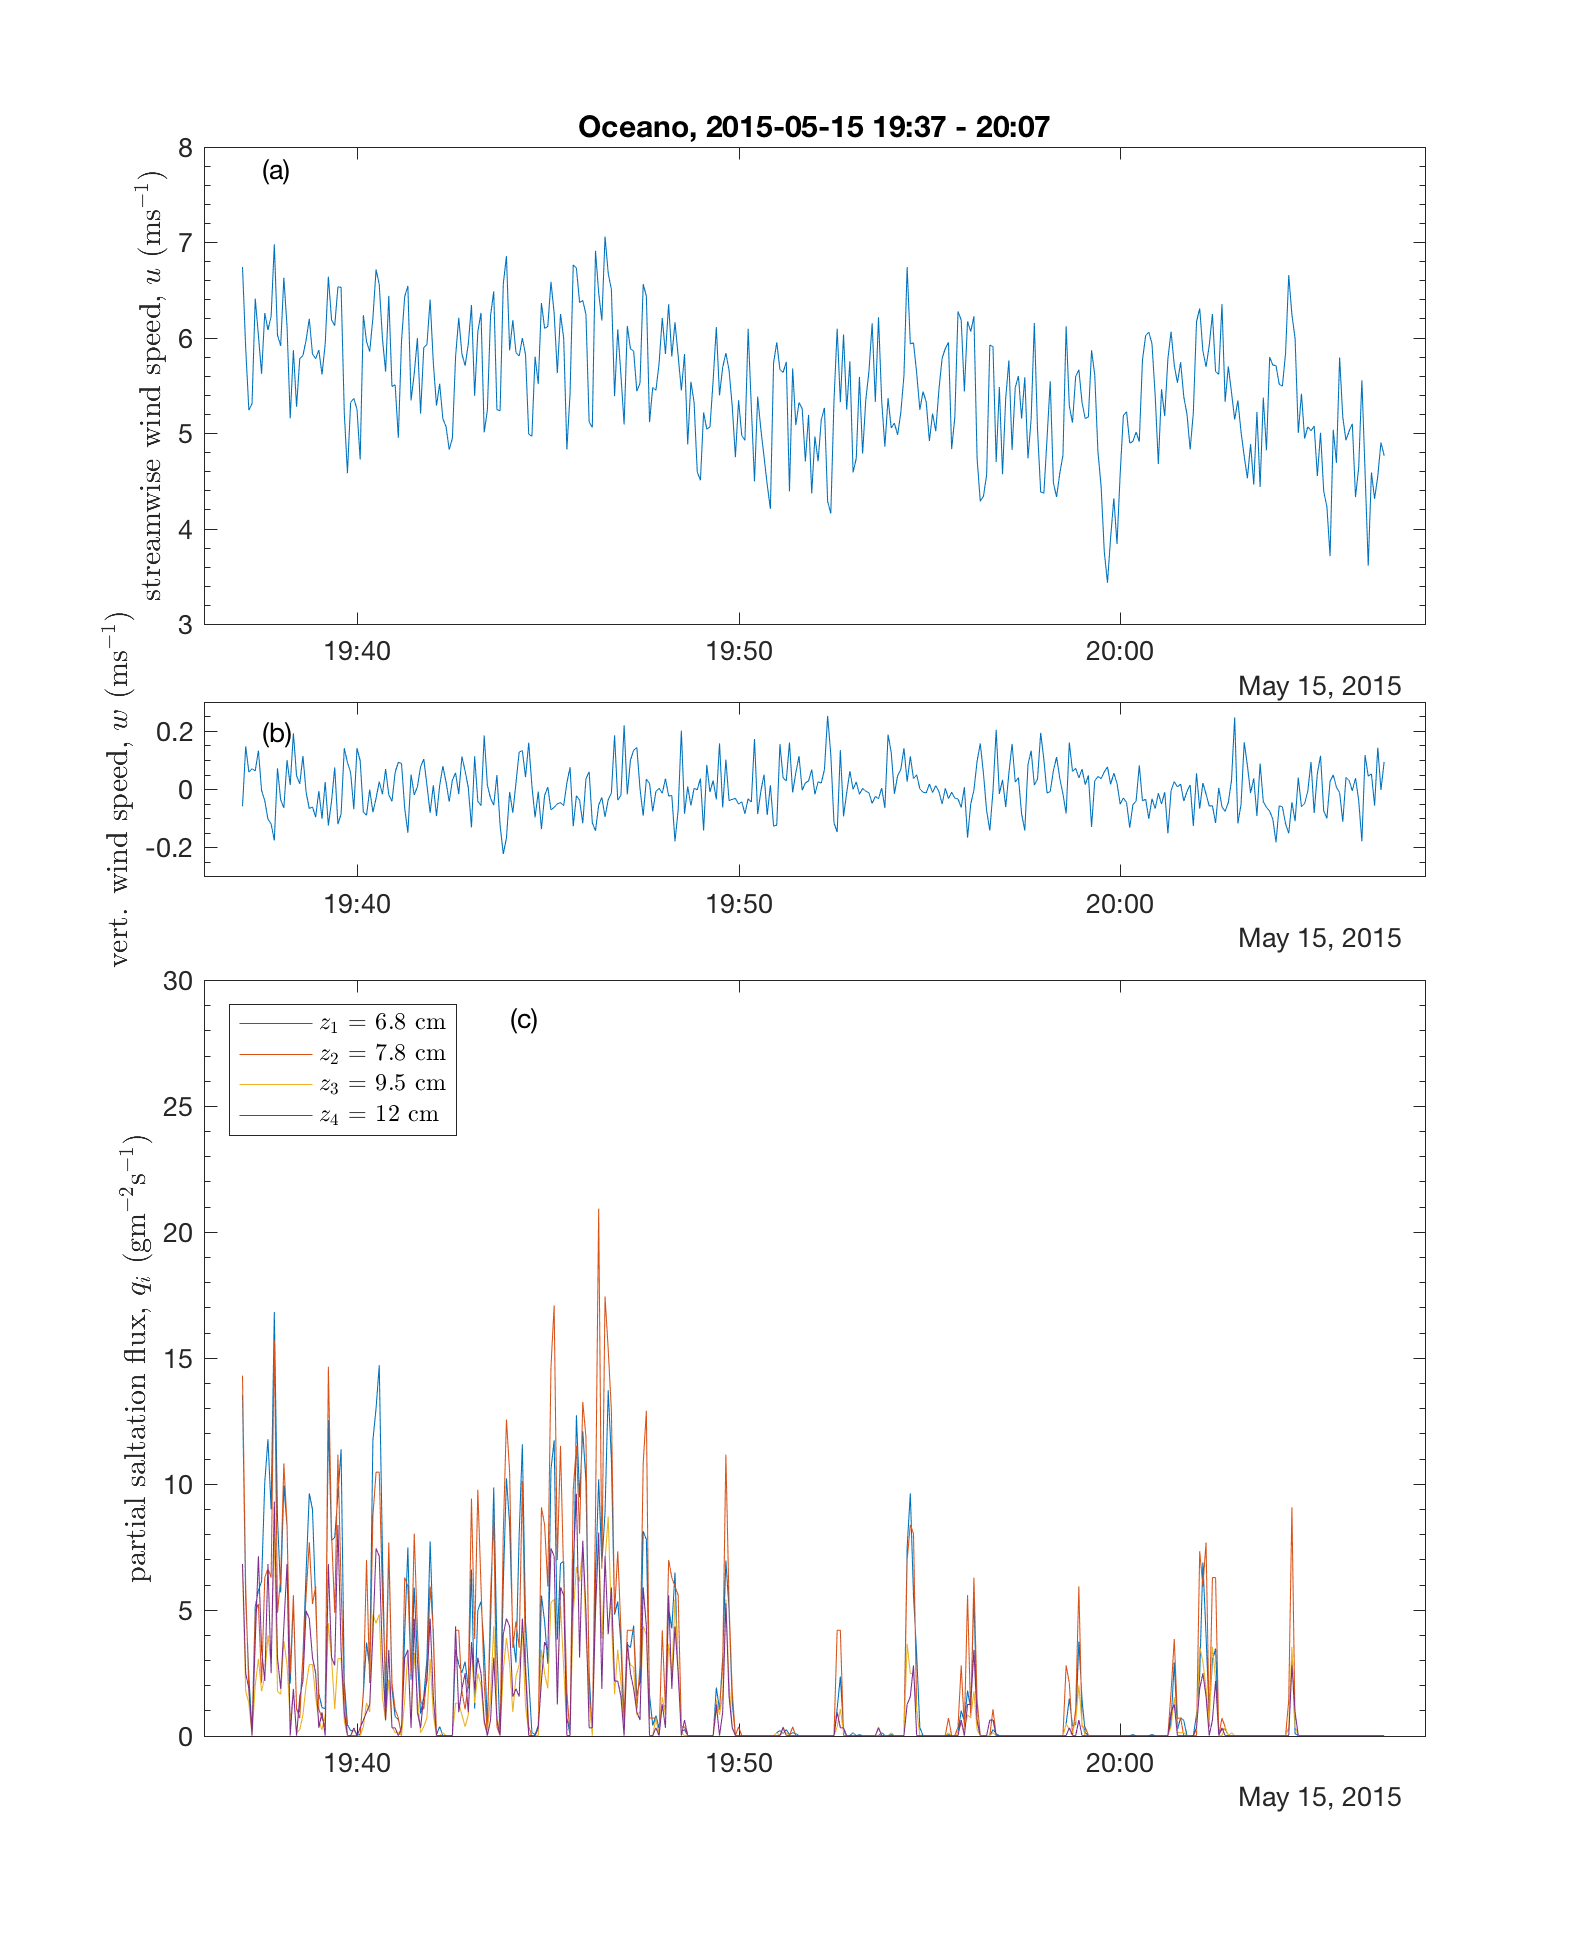 Oceano, 2015-05-15 19:37 - 20:07
(a)
streamwise wind speed, u (ms⁻¹)
8
7
6
5
4
3
19:40 19:50 20:00
May 15, 2015
(b)
vert. wind speed, w (ms⁻¹)
0.2
0
-0.2
19:40 19:50 20:00
May 15, 2015
(c)
partial saltation flux, qᵢ (gm⁻²s⁻¹)
30
25
20
15
10
5
0
z₁ = 6.8 cm
z₂ = 7.8 cm
z₃ = 9.5 cm
z₄ = 12 cm
19:40 19:50 20:00
May 15, 2015